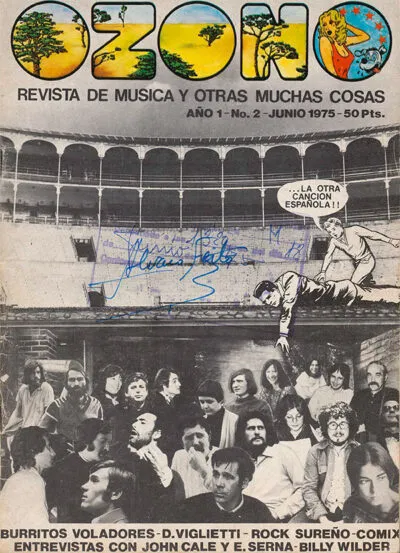 OZONO
REVISTA DE MUSICA Y OTRAS MUCHAS COSAS
AÑO 1-No. 2-JUNIO 1975-50 Pts.
...LA OTRA
CANCION
ESPAÑOLA!!
BURRITOS VOLADORES-D.VIGLIETTI-ROCK SUREÑO-COMIX
ENTREVISTAS CON JOHN CALE Y E. SERNA-BILLY WILDER